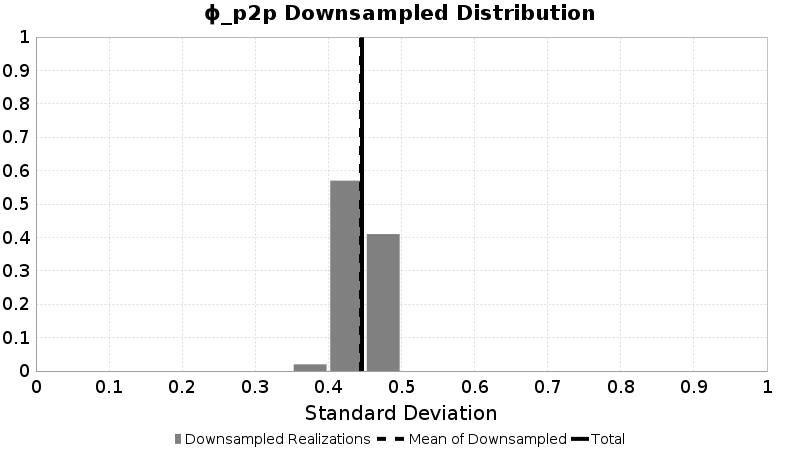 ϕ_p2p Downsampled Distribution
1
0.9
0.8
0.7
0.6
0.5
0.4
0.3
0.2
0.1
0
0 0.1 0.2 0.3 0.4 0.5 0.6 0.7 0.8 0.9 1
Standard Deviation
Downsampled Realizations Mean of Downsampled Total